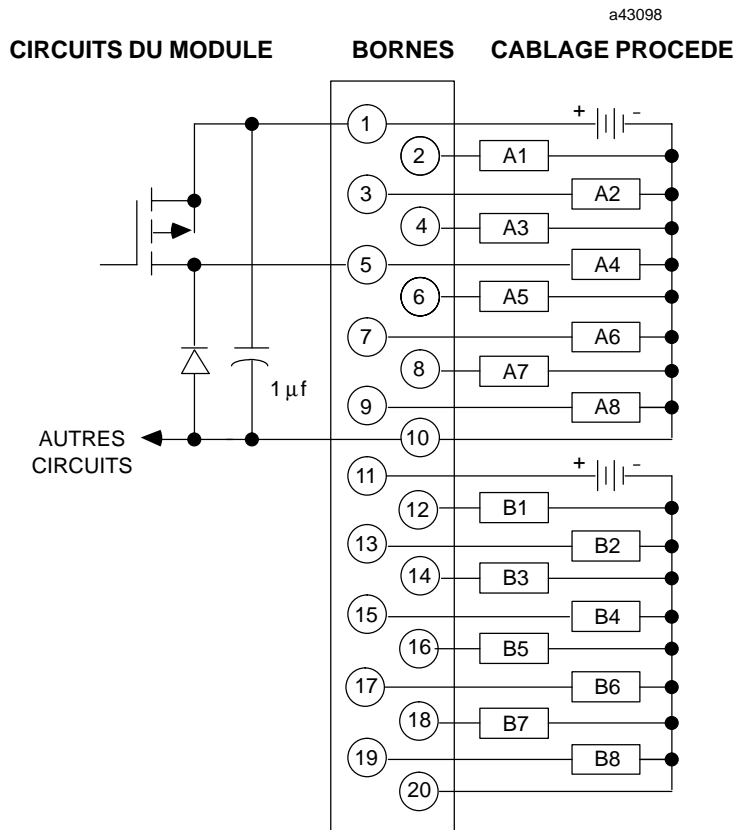 a43098
CIRCUITS DU MODULE BORNES CABLAGE PROCEDE
1 + -
2 A1
3 A2
4 A3
5 A4
6 A5
7 A6
8 A7
1 µf
9 A8
AUTRES
CIRCUITS
10
11 + -
12 B1
13 B2
14 B3
15 B4
16 B5
17 B6
18 B7
19 B8
20